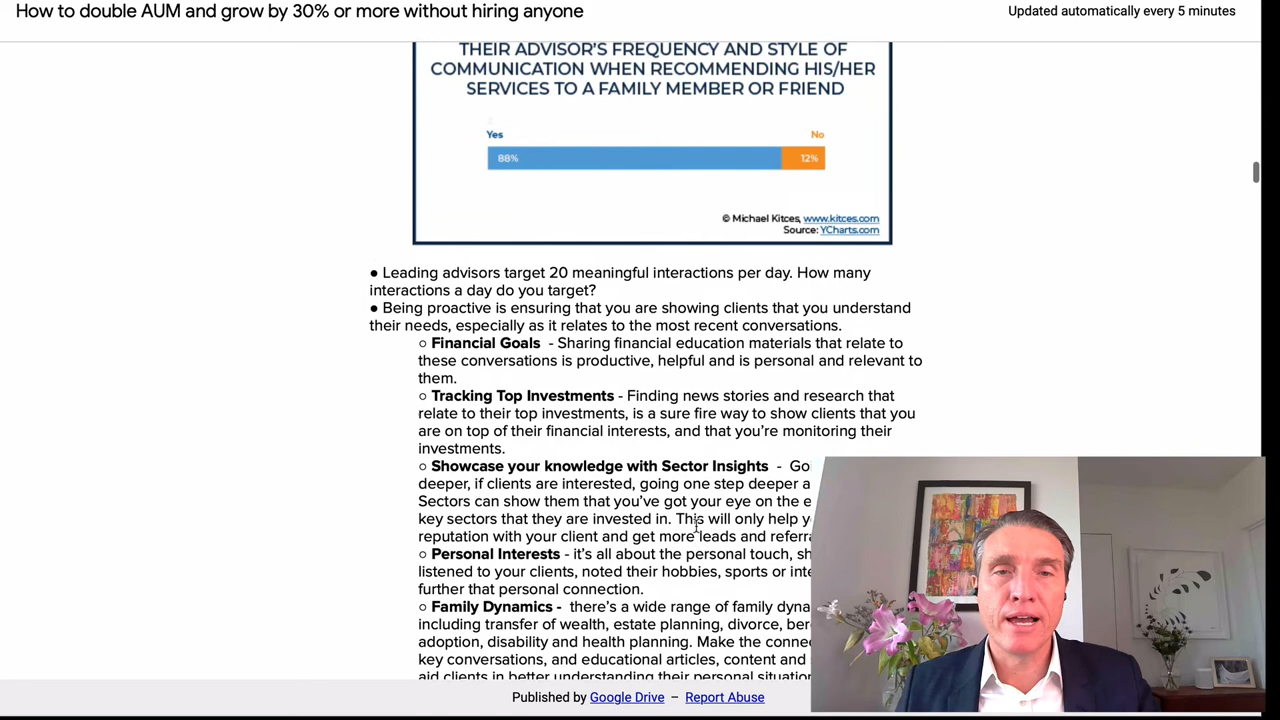 How to double AUM and grow by 30% or more without hiring anyone
Updated automatically every 5 minutes
THEIR ADVISOR'S FREQUENCY AND STYLE OF
COMMUNICATION WHEN RECOMMENDING HIS/HER
SERVICES TO A FAMILY MEMBER OR FRIEND
Yes No
88% 12%
© Michael Kitces, www.kitces.com
Source: YCharts.com
● Leading advisors target 20 meaningful interactions per day. How many
interactions a day do you target?
● Being proactive is ensuring that you are showing clients that you understand
their needs, especially as it relates to the most recent conversations.
○ Financial Goals - Sharing financial education materials that relate to
these conversations is productive, helpful and is personal and relevant to
them.
○ Tracking Top Investments - Finding news stories and research that
relate to their top investments, is a sure fire way to show clients that you
are on top of their financial interests, and that you're monitoring their
investments.
○ Showcase your knowledge with Sector Insights - Go
deeper, if clients are interested, going one step deeper a
Sectors can show them that you've got your eye on the e
key sectors that they are invested in. This will only help y
reputation with your client and get more leads and referra
○ Personal Interests - it's all about the personal touch, sh
listened to your clients, noted their hobbies, sports or inte
further that personal connection.
○ Family Dynamics - there's a wide range of family dyna
including transfer of wealth, estate planning, divorce, ber
adoption, disability and health planning. Make the conne
key conversations, and educational articles, content and
aid clients in better understanding their personal situation
Published by Google Drive – Report Abuse